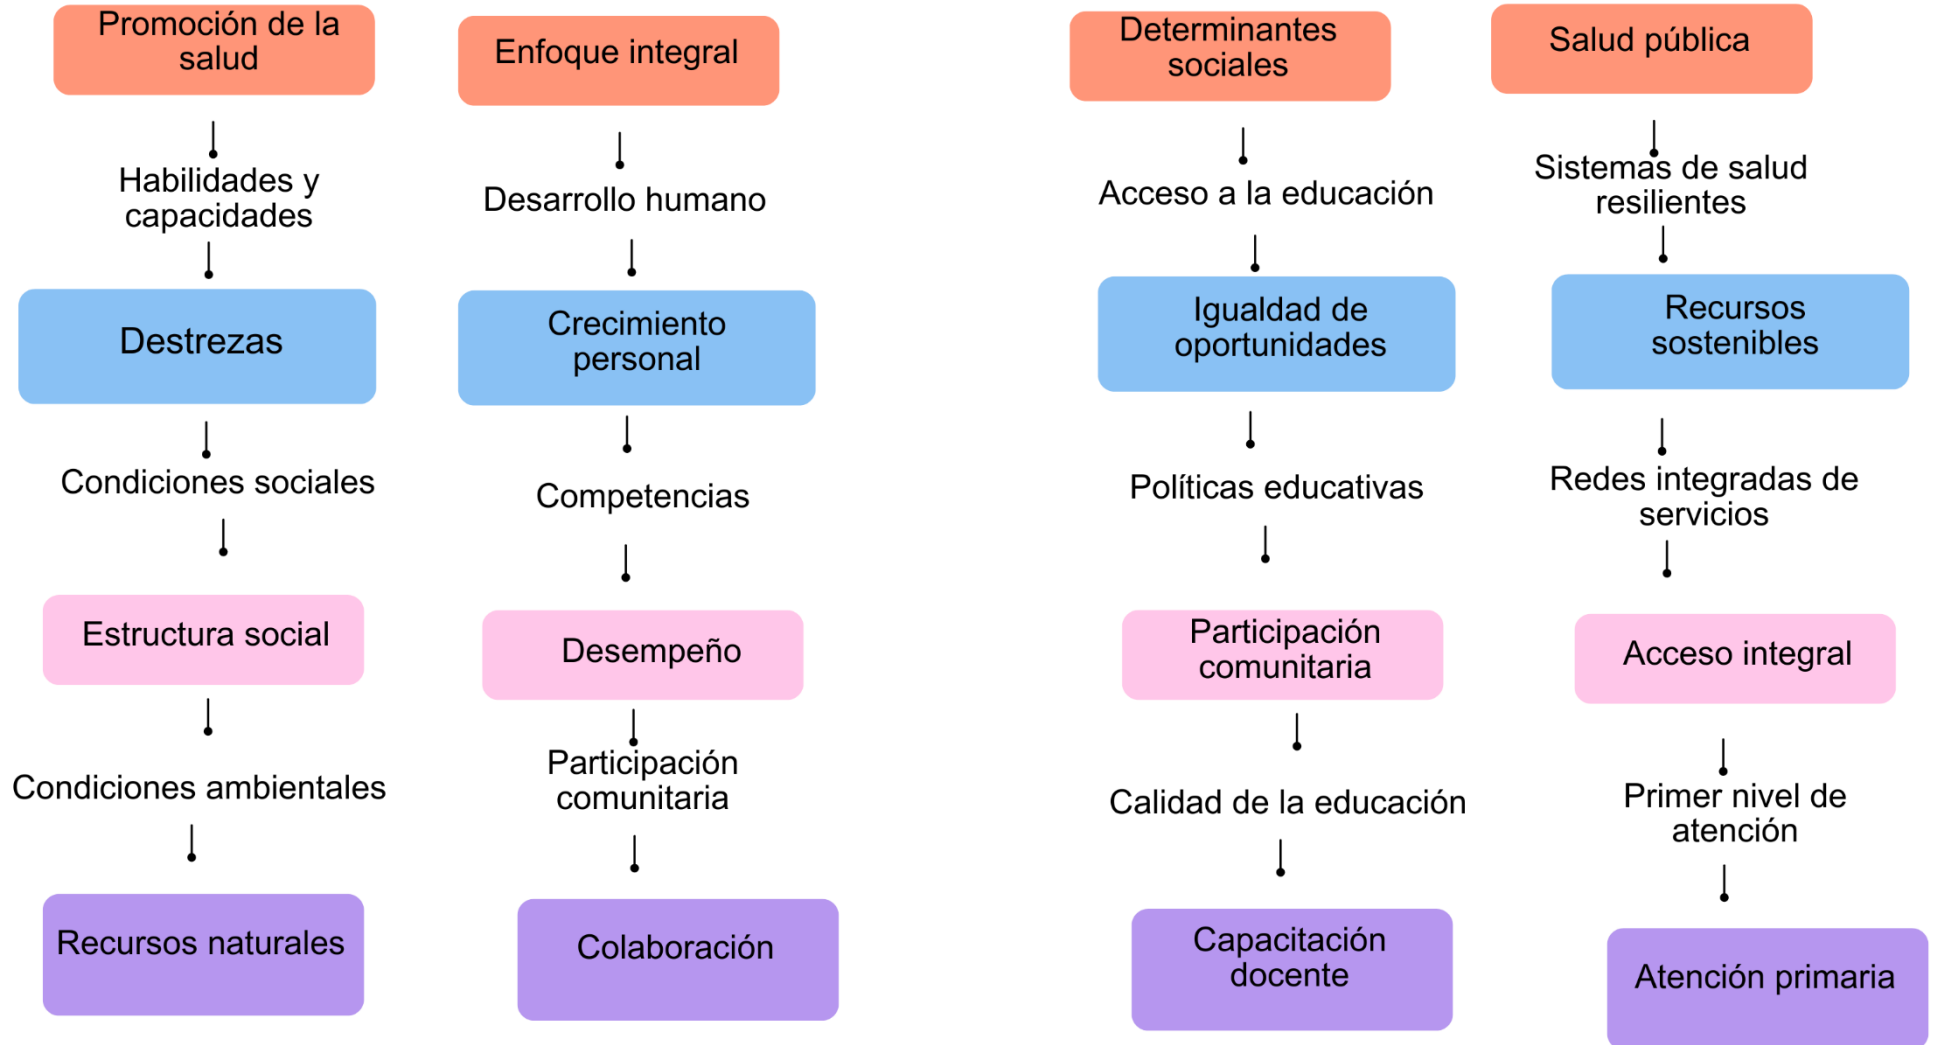 Promoción de la
salud
Habilidades y
capacidades
Destrezas
Condiciones sociales
Estructura social
Condiciones ambientales
Recursos naturales
Enfoque integral
Desarrollo humano
Crecimiento
personal
Competencias
Desempeño
Participación
comunitaria
Colaboración
Determinantes
sociales
Acceso a la educación
Igualdad de
oportunidades
Políticas educativas
Participación
comunitaria
Calidad de la educación
Capacitación
docente
Salud pública
Sistemas de salud
resilientes
Recursos
sostenibles
Redes integradas de
servicios
Acceso integral
Primer nivel de
atención
Atención primaria